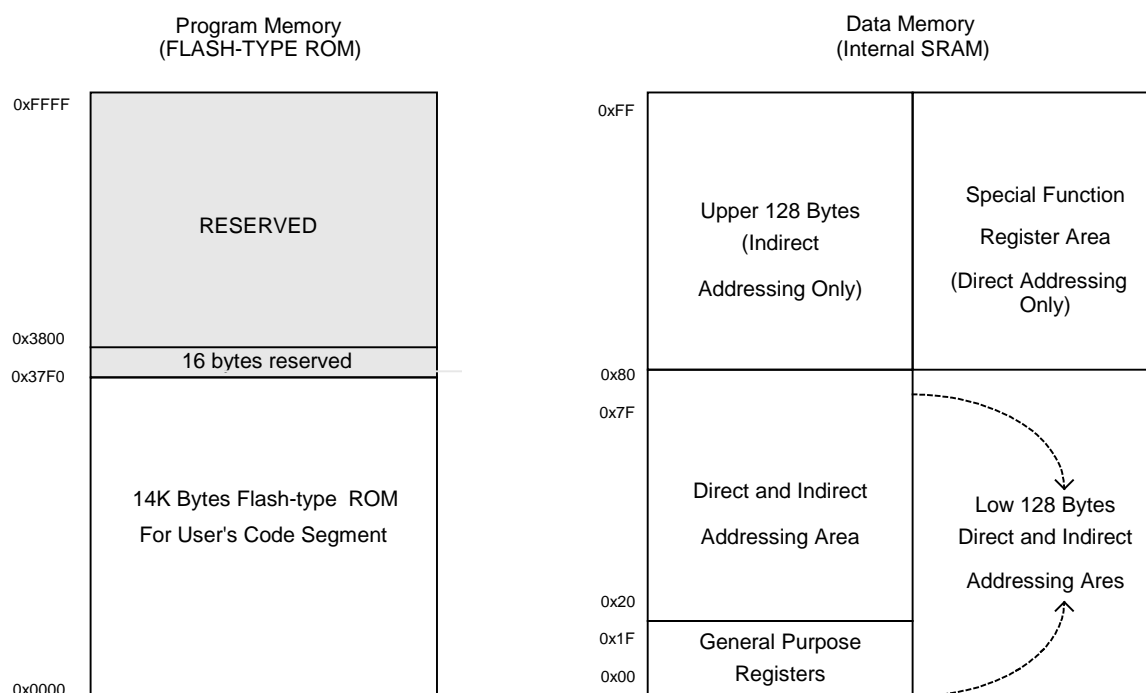 Program Memory
(FLASH-TYPE ROM)
0xFFFF
RESERVED
0x3800
16 bytes reserved
0x37F0
14K Bytes Flash-type ROM
For User's Code Segment
0x0000
Data Memory
(Internal SRAM)
0xFF
Upper 128 Bytes
(Indirect
Addressing Only)
Special Function
Register Area
(Direct Addressing
Only)
0x80
0x7F
Direct and Indirect
Addressing Area
Low 128 Bytes
Direct and Indirect
Addressing Ares
0x20
0x1F
General Purpose
Registers
0x00